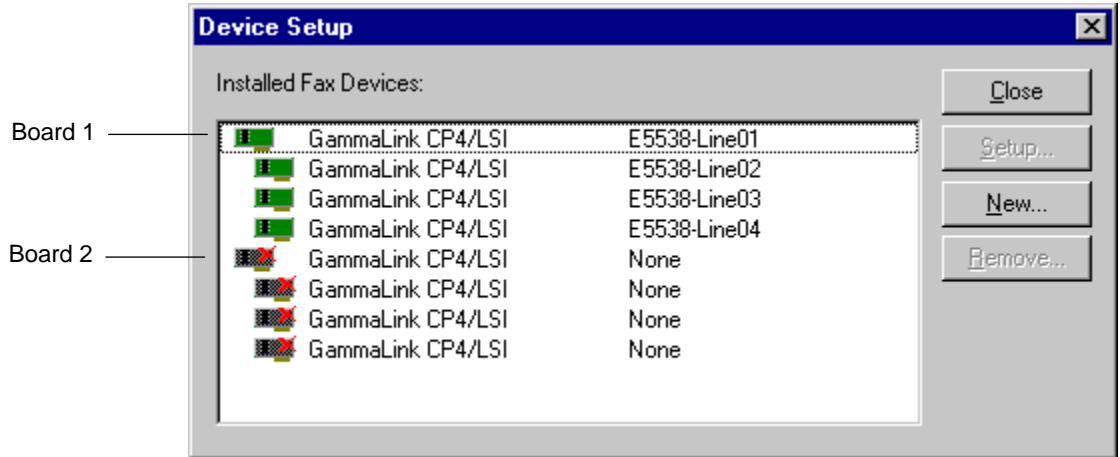 Device Setup
Installed Fax Devices:
Close
Board 1
GammaLink CP4/LSI E5538-Line01
Setup...
GammaLink CP4/LSI E5538-Line02
GammaLink CP4/LSI E5538-Line03
New...
GammaLink CP4/LSI E5538-Line04
Board 2
GammaLink CP4/LSI None
Remove...
GammaLink CP4/LSI None
GammaLink CP4/LSI None
GammaLink CP4/LSI None